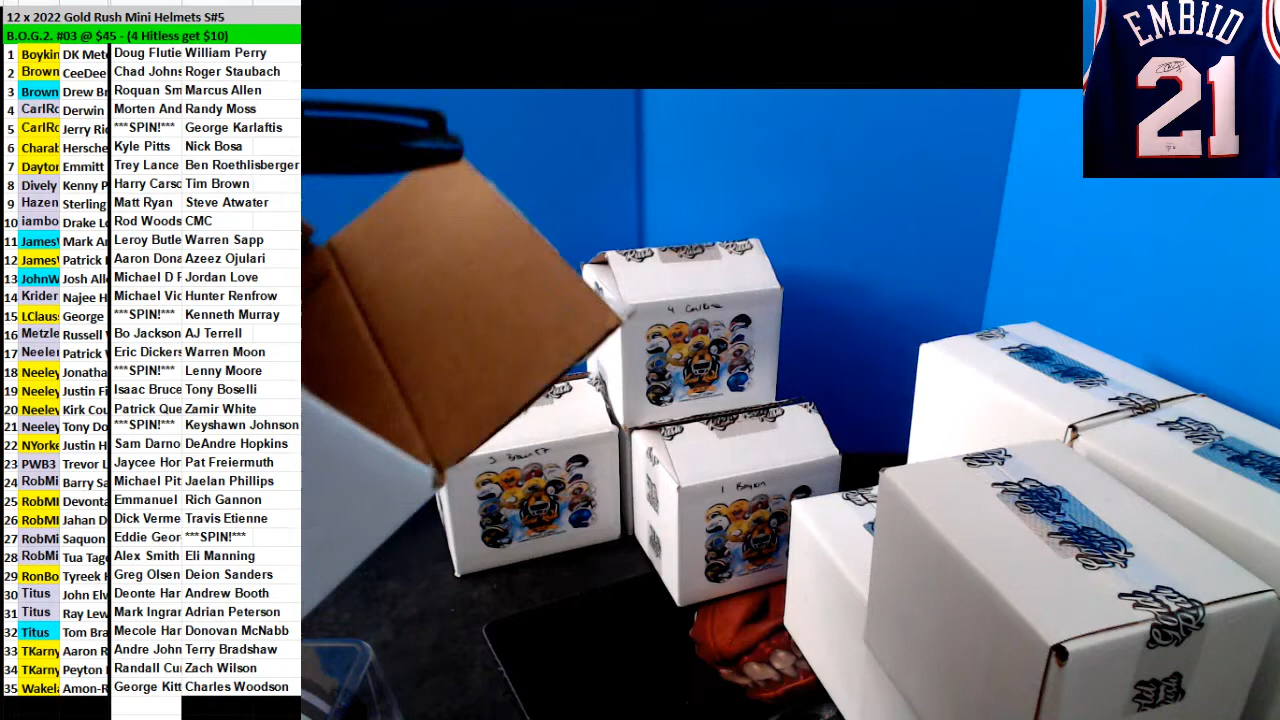 12 x 2022 Gold Rush Mini Helmets S#5
B.O.G.2. #03 @ $45 - (4 Hitless get $10)
1 Boykin DK Met Doug Flutie William Perry
2 Brown CeeDee Chad Johns Roger Staubach
3 Brown Drew Br Roquan Sm Marcus Allen
4 CarlRo Derwin Morten And Randy Moss
5 CarlRo Jerry Ri ***SPIN!*** George Karlaftis
6 Charab Hersche Kyle Pitts Nick Bosa
7 Dayton Emmitt Trey Lance Ben Roethlisberger
8 Dively Kenny P Harry Carso Tim Brown
9 Hazen Sterling Matt Ryan Steve Atwater
10 iambo Drake Lo Rod Woods CMC
11 James Mark A Leroy Butle Warren Sapp
12 James Patrick Aaron Dona Azeez Ojulari
13 JohnW Josh Alle Michael D P Jordan Love
14 Krider Najee H Michael Vic Hunter Renfrow
15 LClaus George ***SPIN!*** Kenneth Murray
16 Metzle Russell Bo Jackson AJ Terrell
17 Neele Patrick Eric Dickers Warren Moon
18 Neeley Jonatha ***SPIN!*** Lenny Moore
19 Neeley Justin Fi Isaac Bruce Tony Boselli
20 Neeley Kirk Cou Patrick Que Zamir White
21 Neeley Tony Do ***SPIN!*** Keyshawn Johnson
22 NYorke Justin H Sam Darno DeAndre Hopkins
23 PWB3 Trevor L Jaycee Hor Pat Freiermuth
24 RobMi Barry Sa Michael Pit Jaelan Phillips
25 RobMI Devonta Emmanuel Rich Gannon
26 RobMI Jahan D Dick Verme Travis Etienne
27 RobMi Saquon Eddie Geor ***SPIN!***
28 RobMi Tua Tag Alex Smith Eli Manning
29 RonBo Tyreek H Greg Olsen Deion Sanders
30 Titus John Elv Deonte Har Andrew Booth
31 Titus Ray Lew Mark Ingrar Adrian Peterson
32 Titus Tom Bra Mecole Har Donovan McNabb
33 TKarny Aaron R Andre John Terry Bradshaw
34 TKarny Peyton Randall Cu Zach Wilson
35 Wakel Amon-R George Kitt Charles Woodson
EMBIID
21
1 Boykin